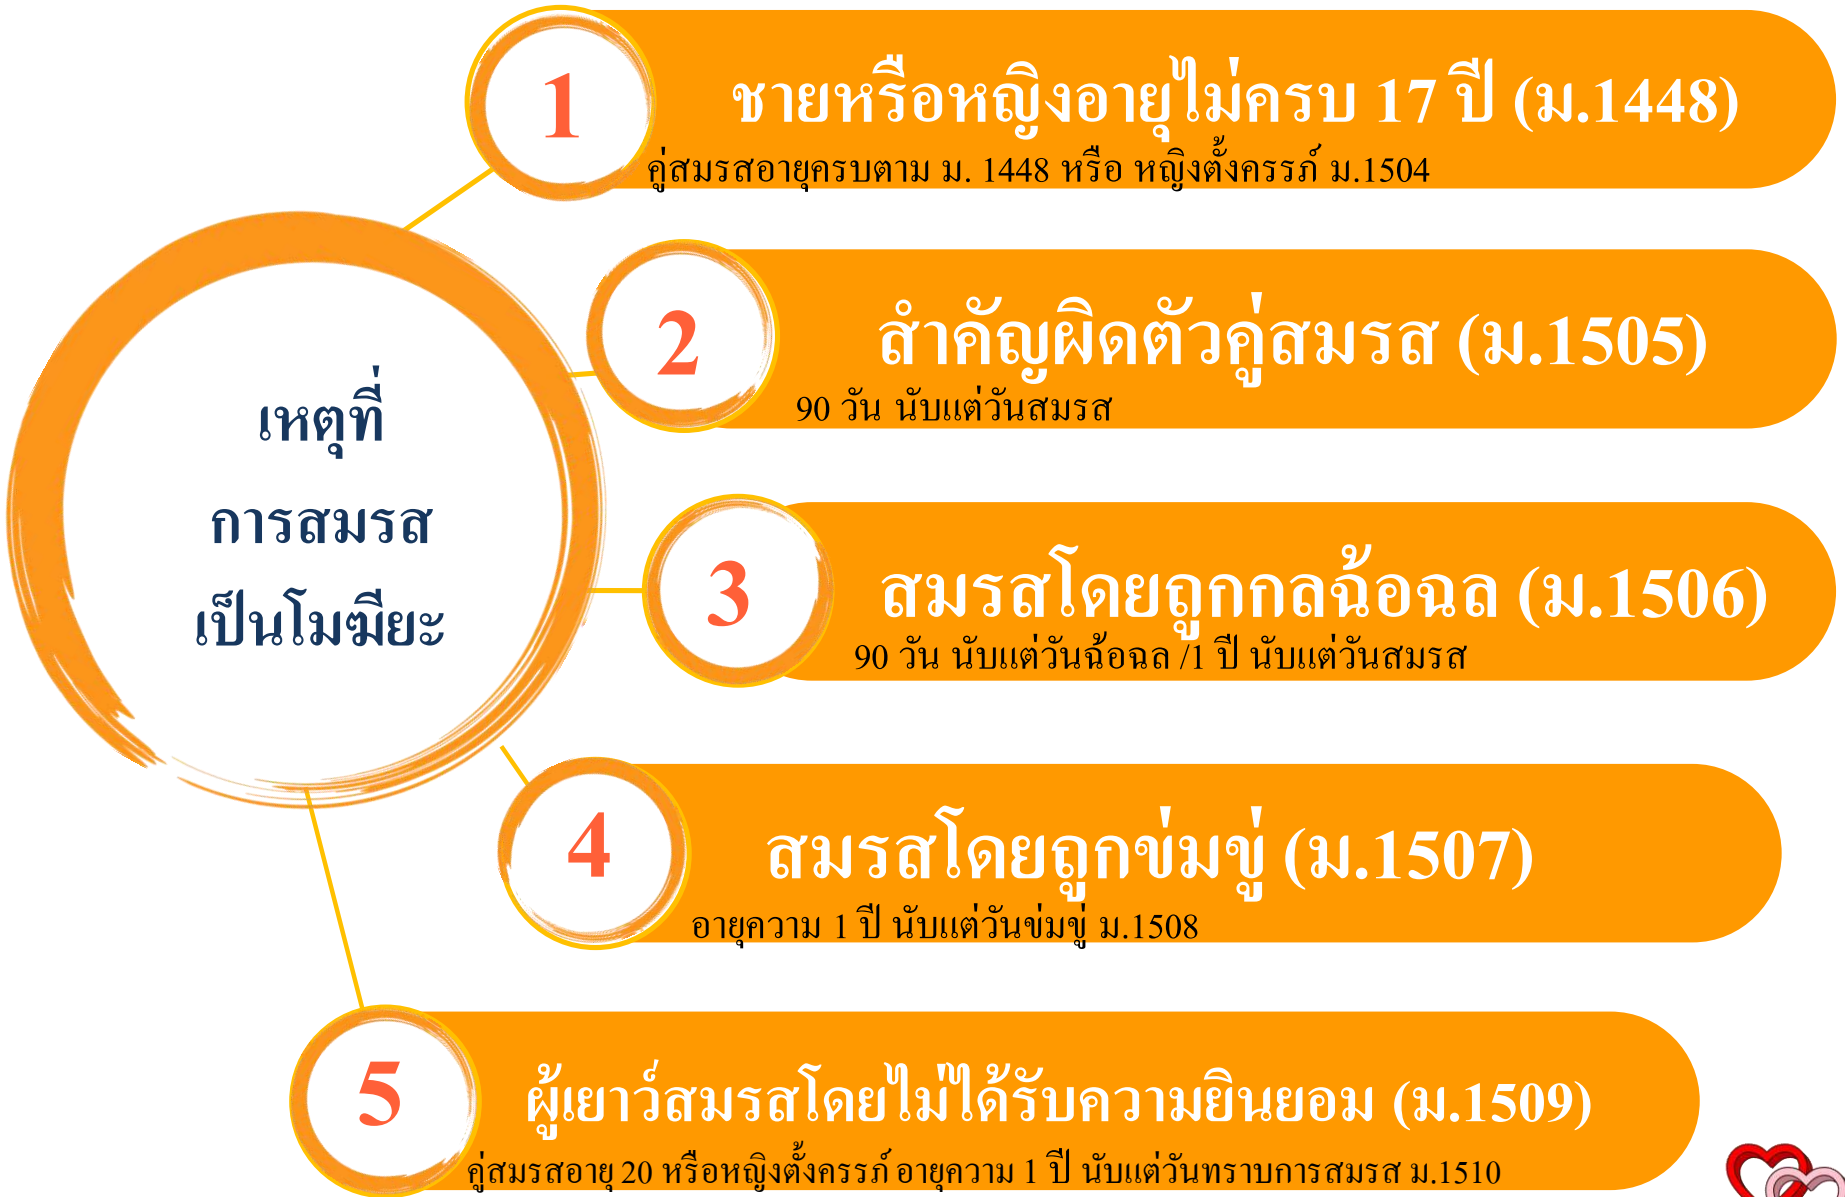 1
ชายหรือหญิงอายุไม่ครบ 17 ปี (ม.1448)
คู่สมรสอายุครบตาม ม. 1448 หรือ หญิงตั้งครรภ์ ม.1504
2
สำคัญผิดตัวคู่สมรส (ม.1505)
90 วัน นับแต่วันสมรส
เหตุที่
การสมรส
เป็นโมฆียะ
3
สมรสโดยถูกกลฉ้อฉล (ม.1506)
90 วัน นับแต่วันฉ้อฉล /1 ปี นับแต่วันสมรส
4
สมรสโดยถูกข่มขู่ (ม.1507)
อายุความ 1 ปี นับแต่วันข่มขู่ ม.1508
5
ผู้เยาว์สมรสโดยไม่ได้รับความยินยอม (ม.1509)
คู่สมรสอายุ 20 หรือหญิงตั้งครรภ์ อายุความ 1 ปี นับแต่วันทราบการสมรส ม.1510